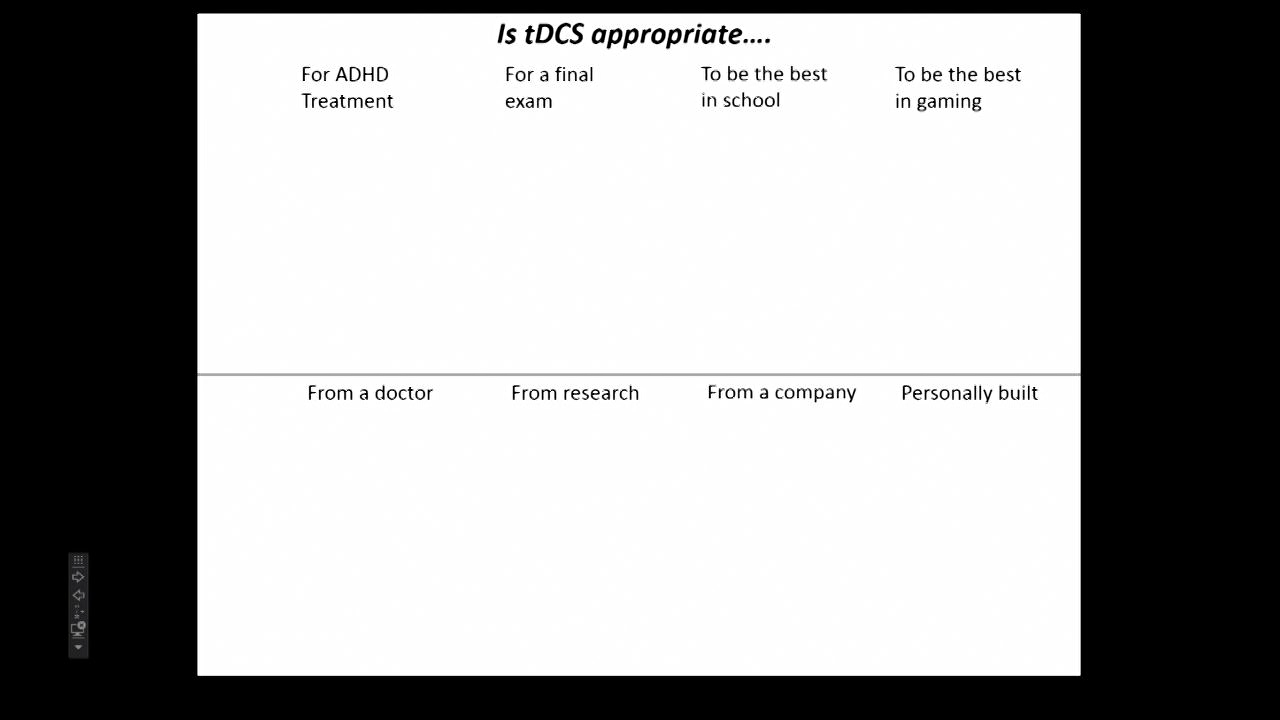 Is tDCS appropriate....
For ADHD
Treatment
For a final
exam
To be the best
in school
To be the best
in gaming
From a doctor
From research
From a company
Personally built